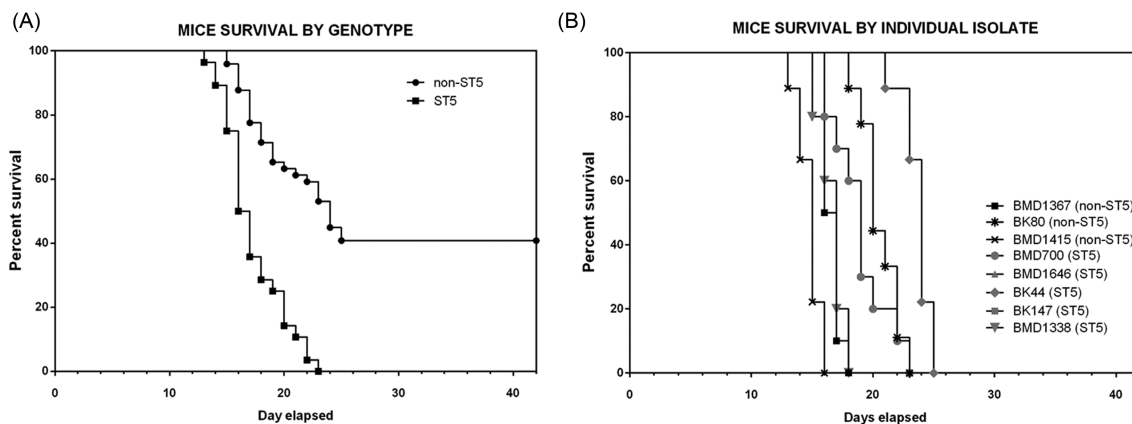 (A)
MICE SURVIVAL BY GENOTYPE
100
80
60
40
20
0
Percent survival
non-ST5
ST5
0 10 20 30 40
Day elapsed
(B)
MICE SURVIVAL BY INDIVIDUAL ISOLATE
100
80
60
40
20
0
Percent survival
BMD1367 (non-ST5)
BK80 (non-ST5)
BMD1415 (non-ST5)
BMD700 (ST5)
BMD1646 (ST5)
BK44 (ST5)
BK147 (ST5)
BMD1338 (ST5)
0 10 20 30 40
Days elapsed